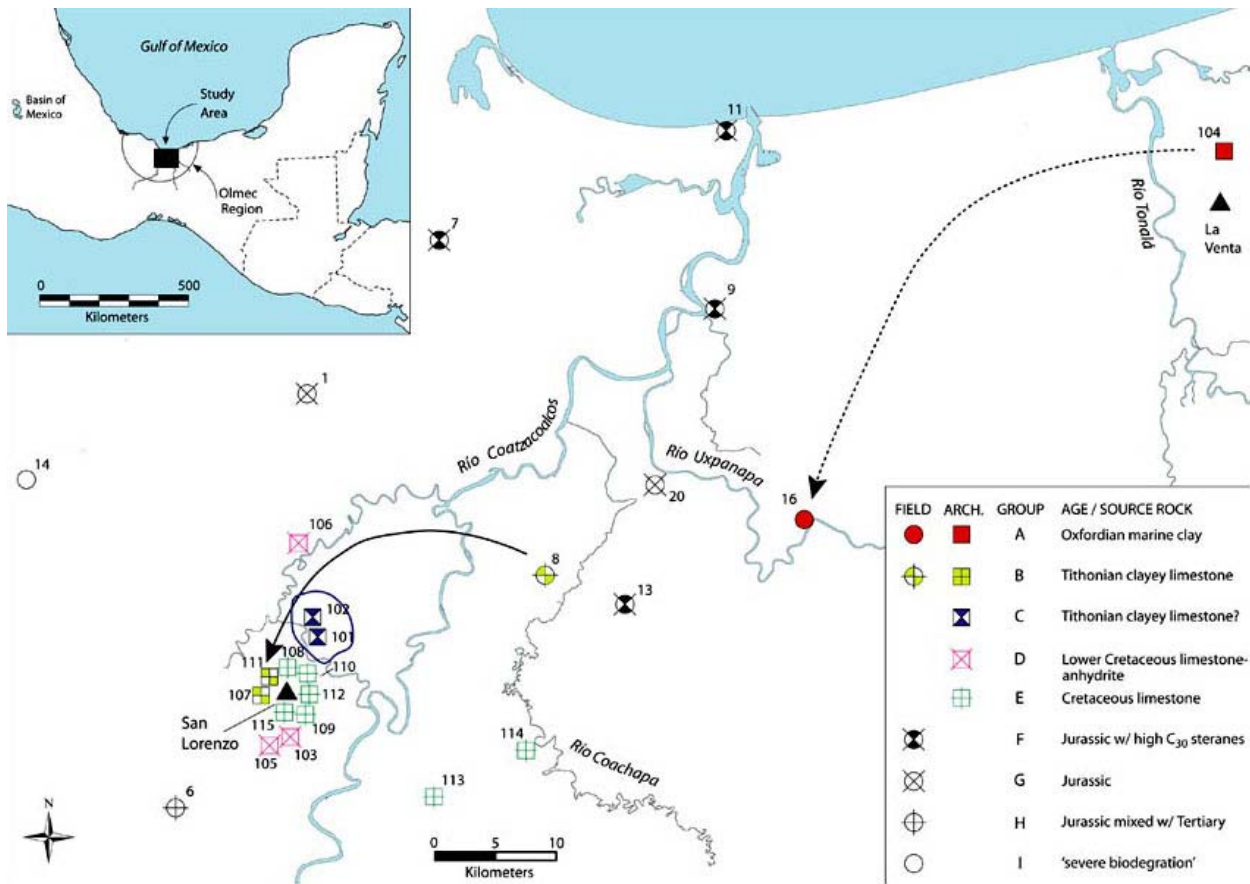 Gulf of Mexico
Basin of
Mexico
Study
Area
Olmec
Region
0
500
Kilometers
11
104
Río Tonalá
La
Venta
7
9
1
Río Coatzacoalcos
14
Río Uxpanapa
20
16
106
8
13
102
101
108
111
110
107
112
San
Lorenzo
115
109
105
103
114
Río Coachapa
113
6
N
0
5
10
Kilometers
FIELD ARCH. GROUP AGE / SOURCE ROCK
A Oxfordian marine clay
B Tithonian clayey limestone
C Tithonian clayey limestone?
D Lower Cretaceous limestone-
anhydrite
E Cretaceous limestone
F Jurassic w/ high C30 steranes
G Jurassic
H Jurassic mixed w/ Tertiary
I 'severe biodegration'